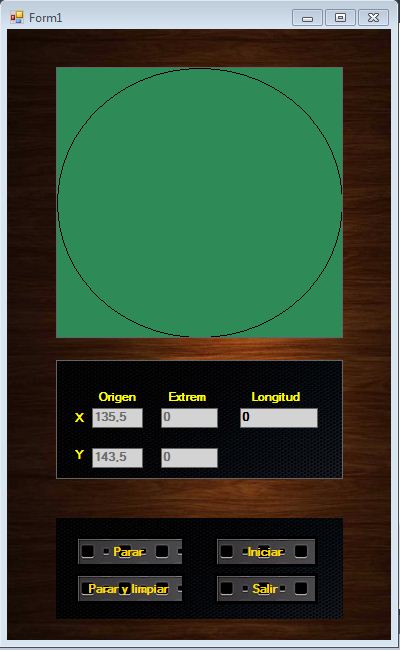 Form1
Origen Extrem Longitud
X 135,5 0 0
Y 143,5 0
Parar Iniciar
Parar y limpiar Salir